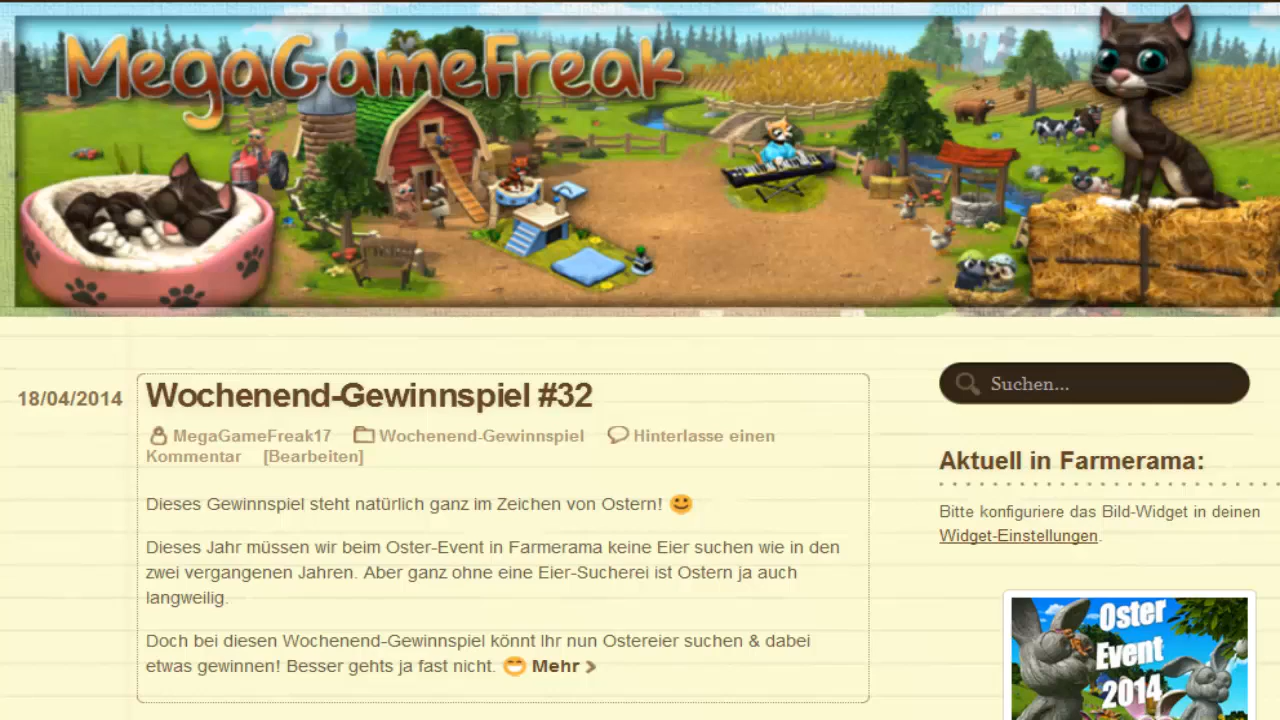 MegaGameFreak
18/04/2014
Wochenend-Gewinnspiel #32
MegaGameFreak17 Wochenend-Gewinnspiel Hinterlasse einen
Kommentar [Bearbeiten]
Dieses Gewinnspiel steht natürlich ganz im Zeichen von Ostern!
Dieses Jahr müssen wir beim Oster-Event in Farmerama keine Eier suchen wie in den
zwei vergangenen Jahren. Aber ganz ohne eine Eier-Sucherei ist Ostern ja auch
langweilig.
Doch bei diesen Wochenend-Gewinnspiel könnt Ihr nun Ostereier suchen & dabei
etwas gewinnen! Besser gehts ja fast nicht. Mehr
Suchen...
Aktuell in Farmerama:
Bitte konfiguriere das Bild-Widget in deinen
Widget-Einstellungen.
Oster
Event
2014